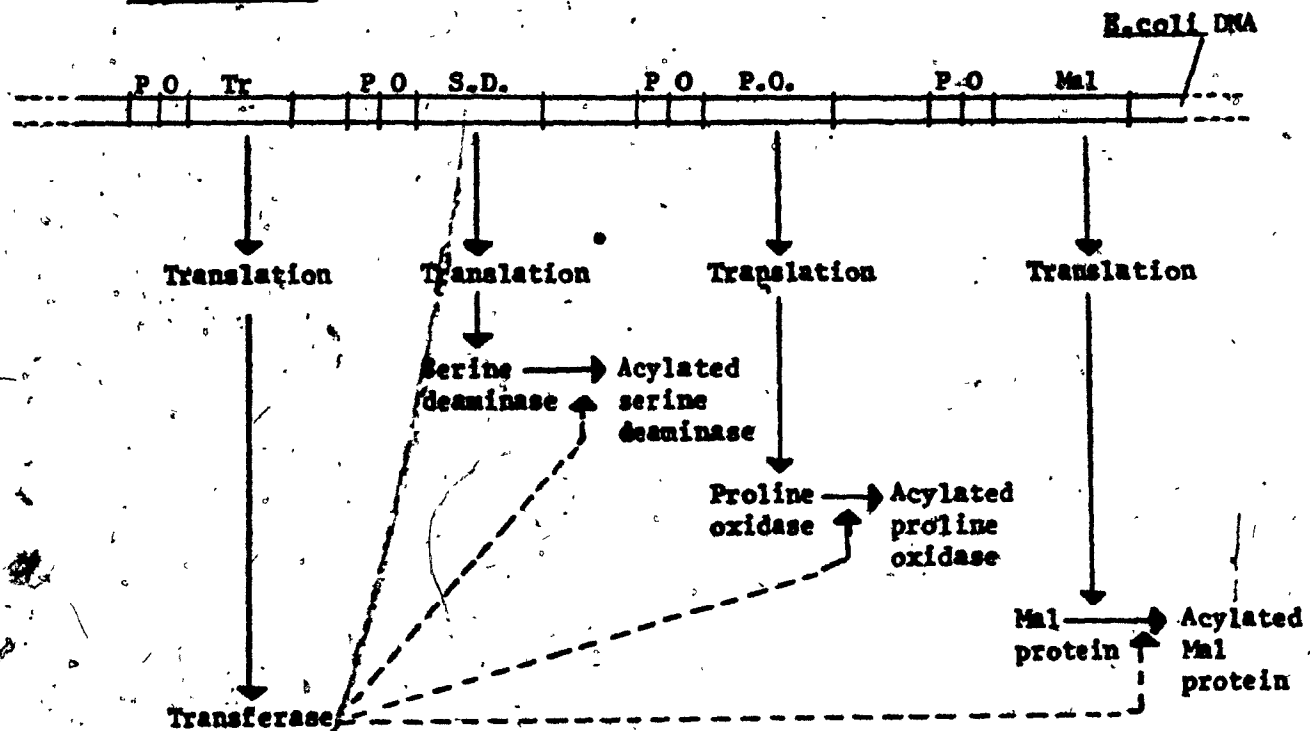 E.coli DNA
P O Tr P O S.D. P O P.O. P O Mal
Translation Translation Translation Translation
Serine Acylated
deaminase serine
deaminase
Proline Acylated
oxidase proline
oxidase
Mal Acylated
protein Mal
protein
Transferase